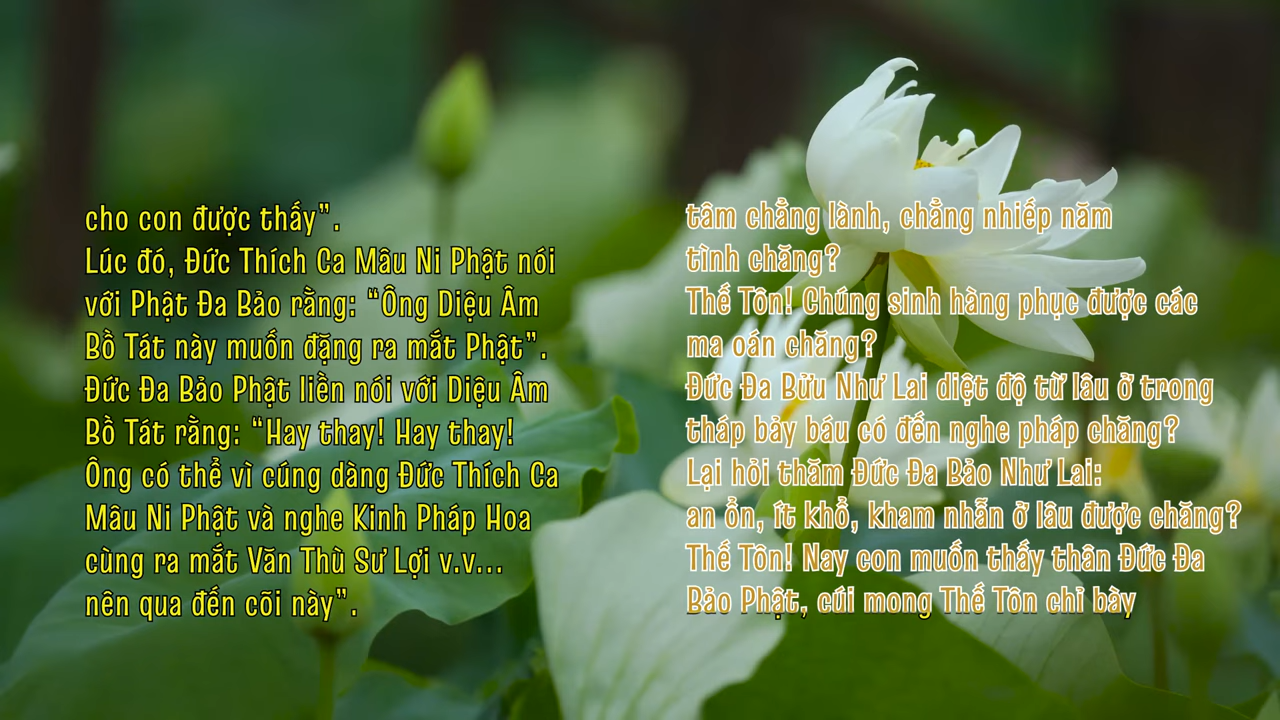 cho con được thấy”.
Lúc đó, Đức Thích Ca Mâu Ni Phật nói
với Phật Đa Bảo rằng: “Ông Diệu Âm
Bồ Tát này muốn đặng ra mắt Phật”.
Đức Đa Bảo Phật liền nói với Diệu Âm
Bồ Tát rằng: “Hay thay! Hay thay!
Ông có thể vì cúng dàng Đức Thích Ca
Mâu Ni Phật và nghe Kinh Pháp Hoa
cùng ra mắt Văn Thù Sư Lợi v.v...
nên qua đến cõi này”.
tâm chẳng lành, chẳng nhiếp năm
tình chăng?
Thế Tôn! Chúng sinh hàng phục được các
ma oán chăng?
Đức Đa Bửu Như Lai diệt độ từ lâu ở trong
tháp bảy báu có đến nghe pháp chăng?
Lại hỏi thăm Đức Đa Bảo Như Lai:
an ổn, ít khổ, kham nhẫn ở lâu được chăng?
Thế Tôn! Nay con muốn thấy thân Đức Đa
Bảo Phật, cúi mong Thế Tôn chỉ bày